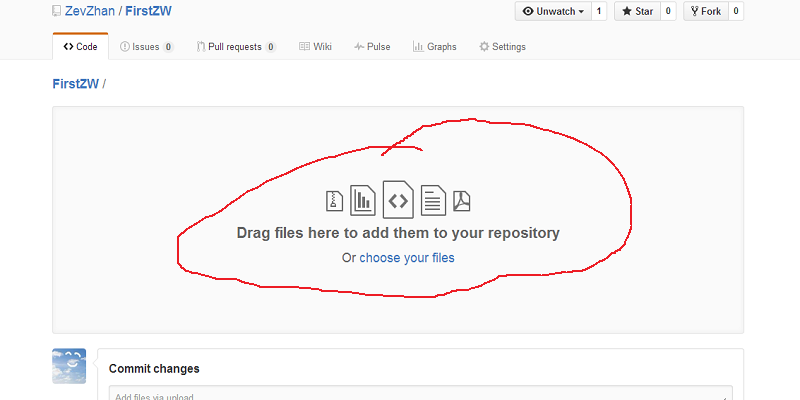 ZevZhan / FirstZW
Unwatch 1 Star 0 Fork 0
Code Issues 0 Pull requests 0 Wiki Pulse Graphs Settings
FirstZW /
Drag files here to add them to your repository
Or choose your files
Commit changes
Add files via upload